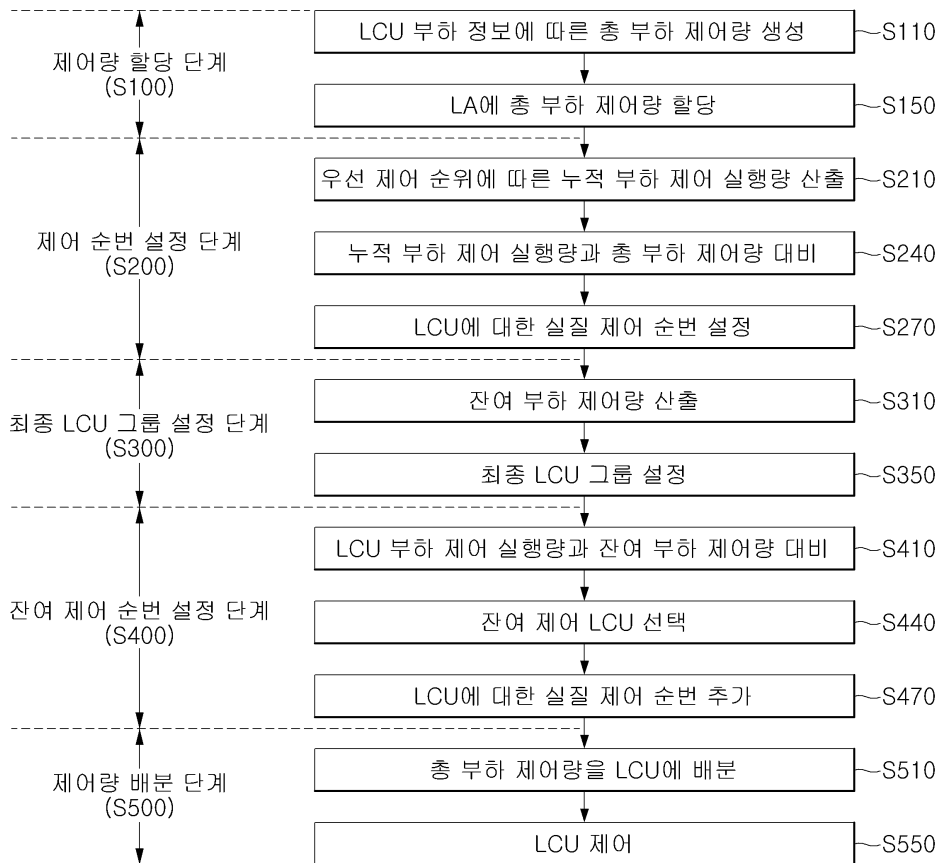 LCU 부하 정보에 따른 총 부하 제어량 생성 S110
제어량 할당 단계
(S100)
LA에 총 부하 제어량 할당 S150
우선 제어 순위에 따른 누적 부하 제어 실행량 산출 S210
제어 순번 설정 단계
(S200)
누적 부하 제어 실행량과 총 부하 제어량 대비 S240
LCU에 대한 실질 제어 순번 설정 S270
잔여 부하 제어량 산출 S310
최종 LCU 그룹 설정 단계
(S300)
최종 LCU 그룹 설정 S350
LCU 부하 제어 실행량과 잔여 부하 제어량 대비 S410
잔여 제어 순번 설정 단계
(S400)
잔여 제어 LCU 선택 S440
LCU에 대한 실질 제어 순번 추가 S470
총 부하 제어량을 LCU에 배분 S510
제어량 배분 단계
(S500)
LCU 제어 S550